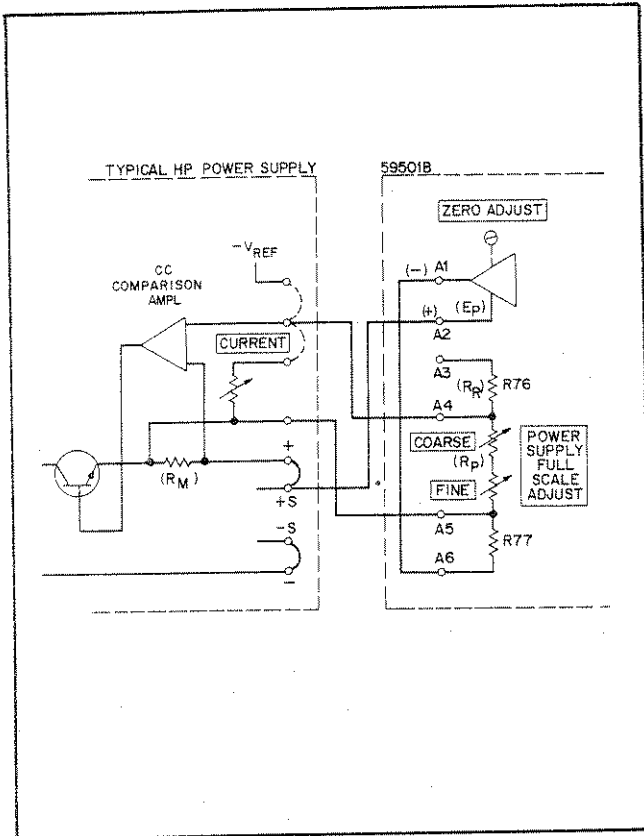 TYPICAL HP POWER SUPPLY
59501B
ZERO ADJUST
-VREF
CC
COMPARISON
AMPL
(-) A1
(+) A2
(Ep)
CURRENT
A3
(RR)
R76
A4
COARSE
(Rp)
POWER
SUPPLY
FULL
SCALE
ADJUST
+
(RM)
FINE
+S
-S
A5
R77
A6
-